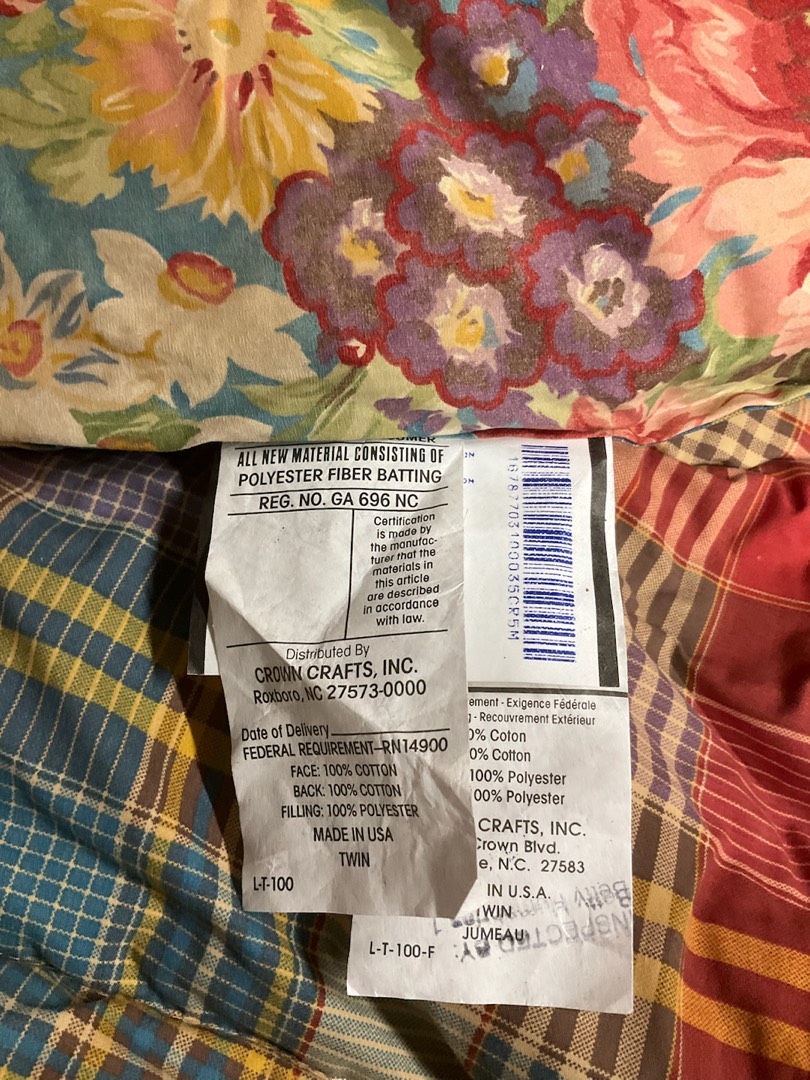 ALL NEW MATERIAL CONSISTING OF
POLYESTER FIBER BATTING
REG. NO. GA 696 NC
Certification
is made by
the manufac-
turer that the
materials in
this article
are described
in accordance
with law.
Distributed By
CROWN CRAFTS, INC.
Roxboro, NC 27573-0000
Date of Delivery
FEDERAL REQUIREMENT–RN14900
FACE: 100% COTTON
BACK: 100% COTTON
FILLING: 100% POLYESTER
MADE IN USA
TWIN
L-T-100
- Exigence Fédérale
- Recouvrement Extérieur
0% Coton
0% Cotton
100% Polyester
00% Polyester
CRAFTS, INC.
Crown Blvd.
N.C. 27583
IN U.S.A.
TWIN
JUMEAU
L-T-100-F
INSPECTED BY:
Betty